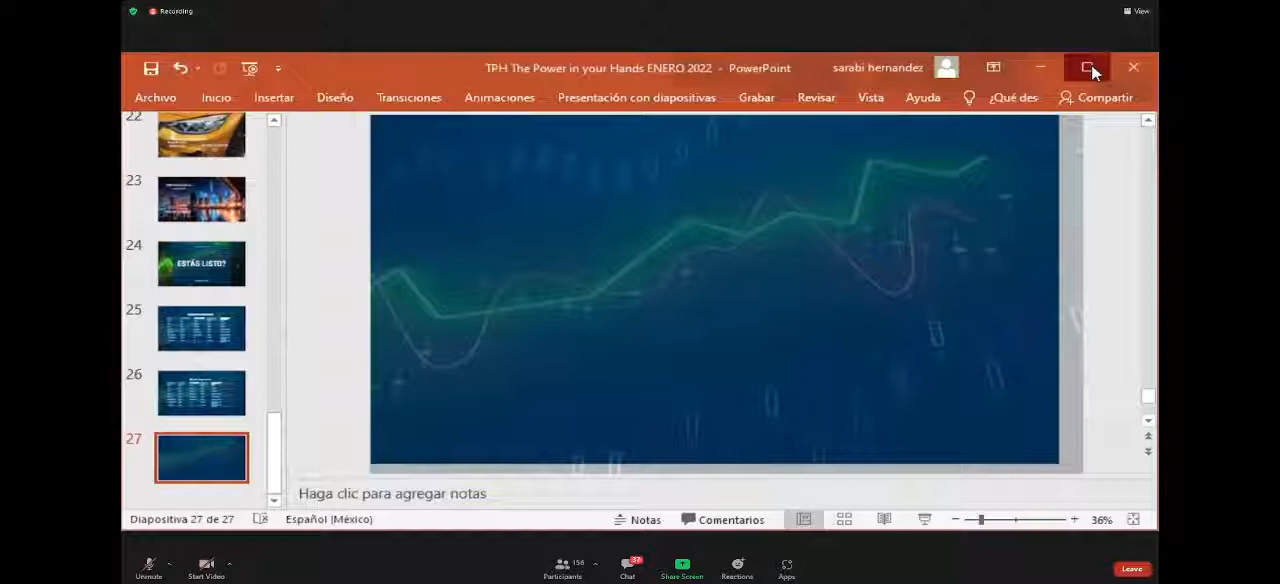 Recording
View
TPH The Power in your Hands ENERO 2022 - PowerPoint
sarabi hernandez
Archivo Inicio Insertar Diseño Transiciones Animaciones Presentación con diapositivas Grabar Revisar Vista Ayuda ¿Qué des Compartir
22
23
24
ESTÁS LISTO?
25
26
27
Haga clic para agregar notas
Diapositiva 27 de 27 Español (México) Notas Comentarios 36%
156
37
Unmute Start Video Participants Chat Share Screen Reactions Apps Leave